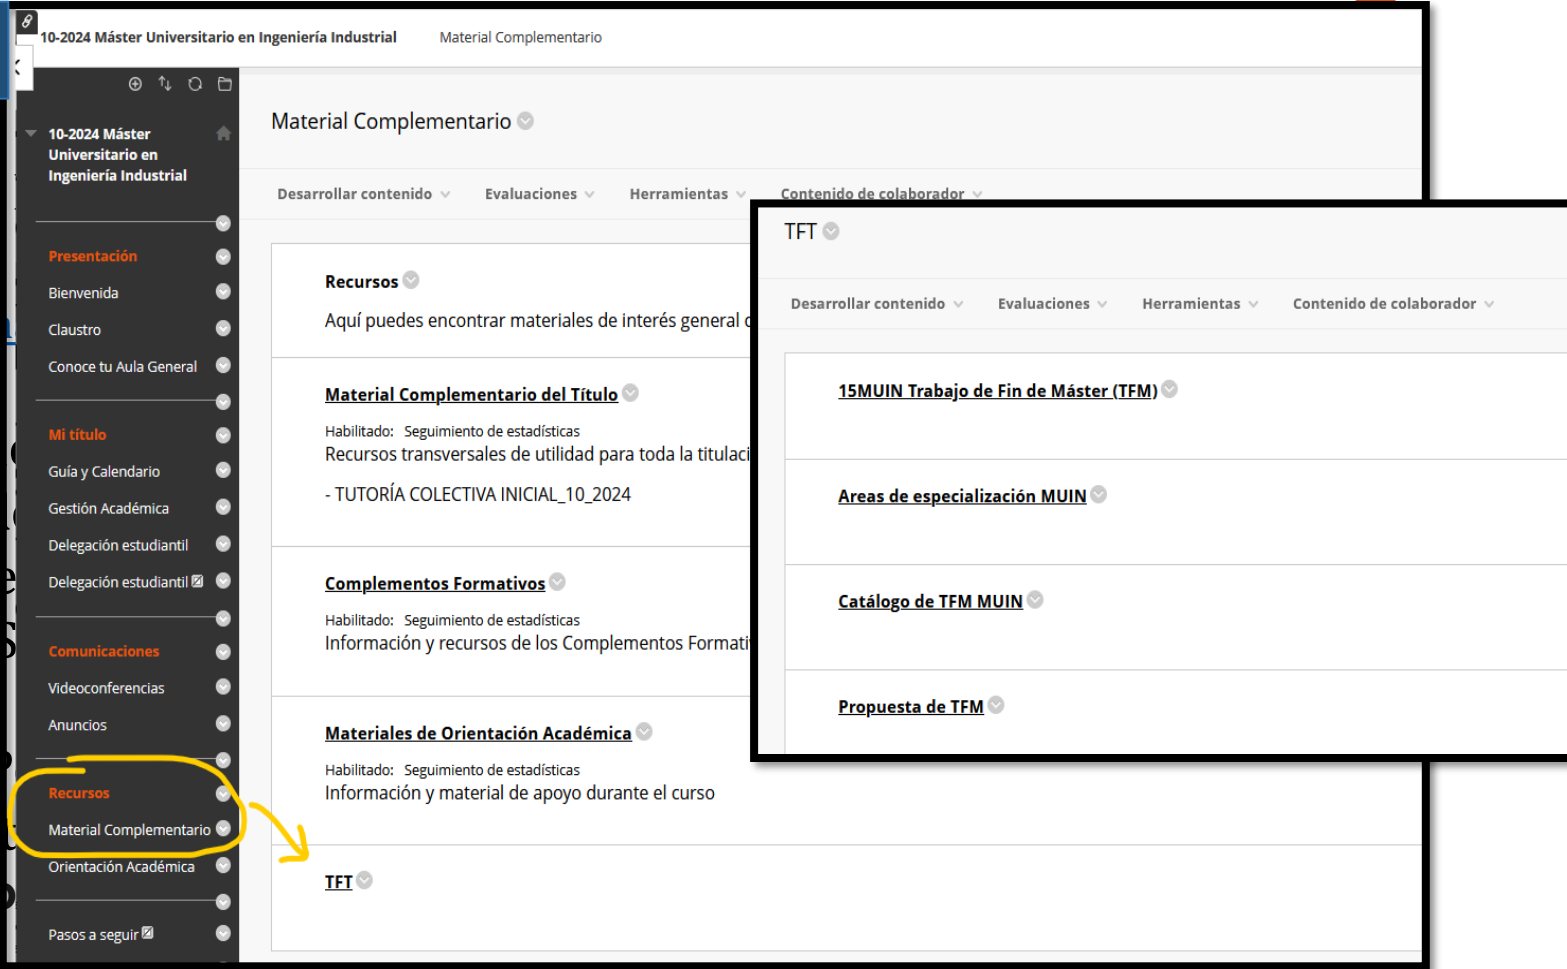 10-2024 Máster Universitario en Ingeniería Industrial Material Complementario
10-2024 Máster
Universitario en
Ingeniería Industrial
Presentación
Bienvenida
Claustro
Conoce tu Aula General
Mi título
Guía y Calendario
Gestión Académica
Delegación estudiantil
Delegación estudiantil
Comunicaciones
Videoconferencias
Anuncios
Recursos
Material Complementario
Orientación Académica
Pasos a seguir
Material Complementario
Desarrollar contenido Evaluaciones Herramientas Contenido de colaborador
Recursos
Aquí puedes encontrar materiales de interés general
Material Complementario del Título
Habilitado: Seguimiento de estadísticas
Recursos transversales de utilidad para toda la
- TUTORÍA COLECTIVA INICIAL_10_2024
Complementos Formativos
Habilitado: Seguimiento de estadísticas
Información y recursos de los Complementos
Materiales de Orientación Académica
Habilitado: Seguimiento de estadísticas
Información y material de apoyo durante el curso
TFT
TFT
Desarrollar contenido Evaluaciones Herramientas Contenido de colaborador
15MUIN Trabajo de Fin de Máster (TFM)
Areas de especialización MUIN
Catálogo de TFM MUIN
Propuesta de TFM